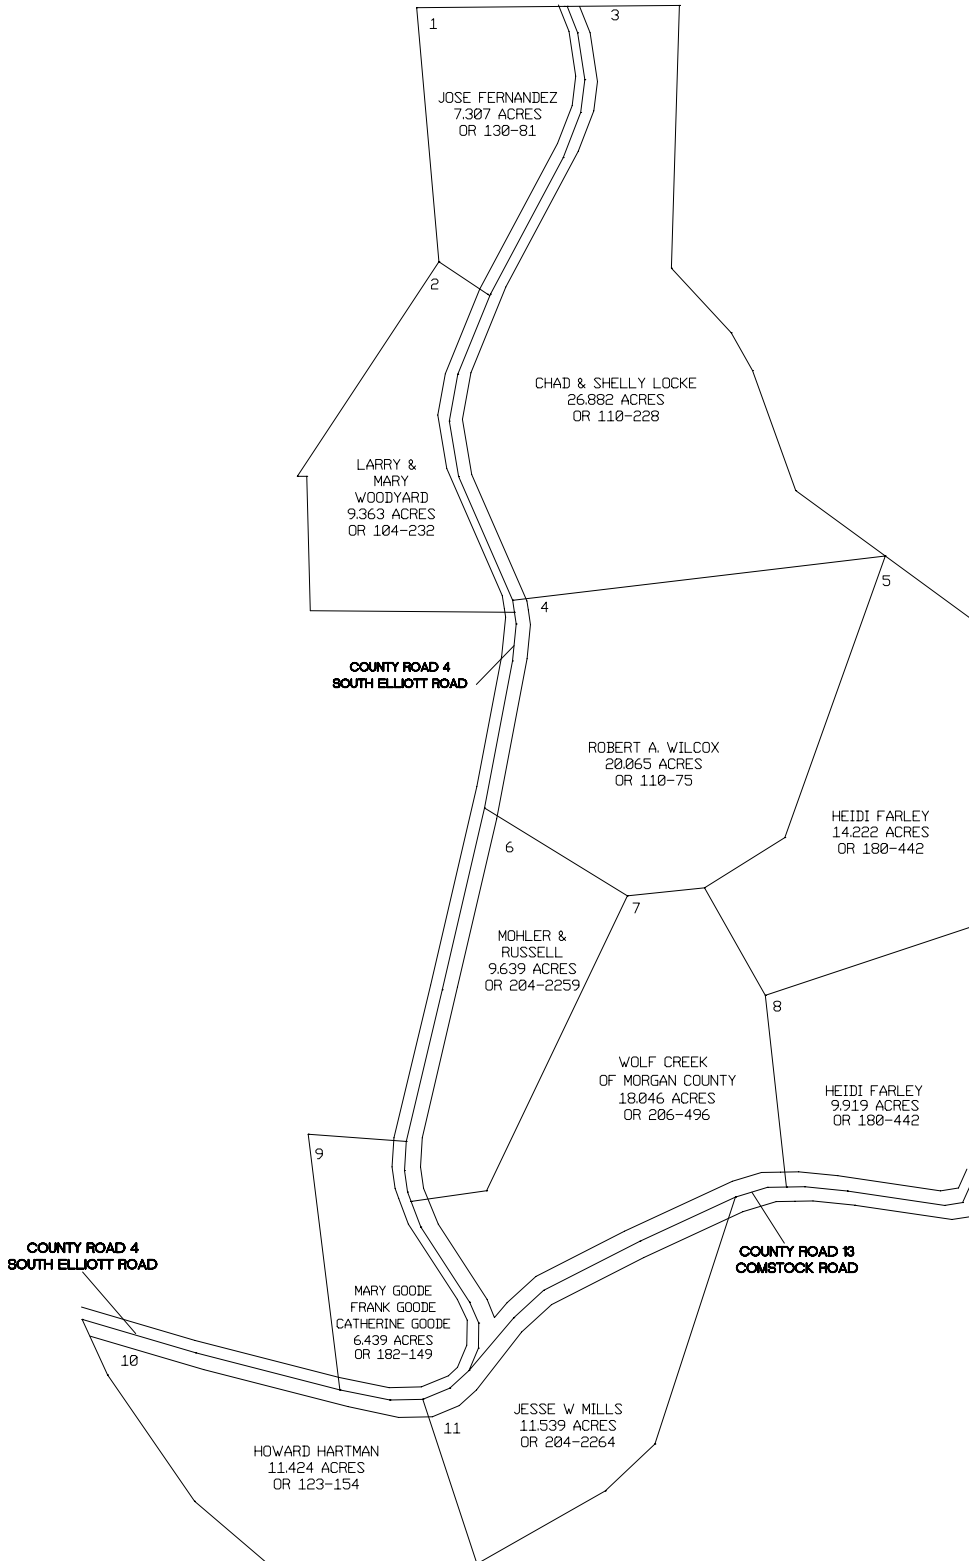 1
3
JOSE FERNANDEZ
7.307 ACRES
OR 130-81
2
CHAD & SHELLY LOCKE
26.882 ACRES
OR 110-228
LARRY &
MARY
WOODYARD
9.363 ACRES
OR 104-232
5
4
COUNTY ROAD 4
SOUTH ELLIOTT ROAD
ROBERT A. WILCOX
20.065 ACRES
OR 110-75
HEIDI FARLEY
14.222 ACRES
OR 180-442
6
7
MOHLER &
RUSSELL
9.639 ACRES
OR 204-2259
8
WOLF CREEK
OF MORGAN COUNTY
18.046 ACRES
OR 206-496
HEIDI FARLEY
9.919 ACRES
OR 180-442
9
COUNTY ROAD 4
SOUTH ELLIOTT ROAD
COUNTY ROAD 13
COMSTOCK ROAD
MARY GOODE
FRANK GOODE
CATHERINE GOODE
6.439 ACRES
OR 182-149
10
11
JESSE W MILLS
11.539 ACRES
OR 204-2264
HOWARD HARTMAN
11.424 ACRES
OR 123-154